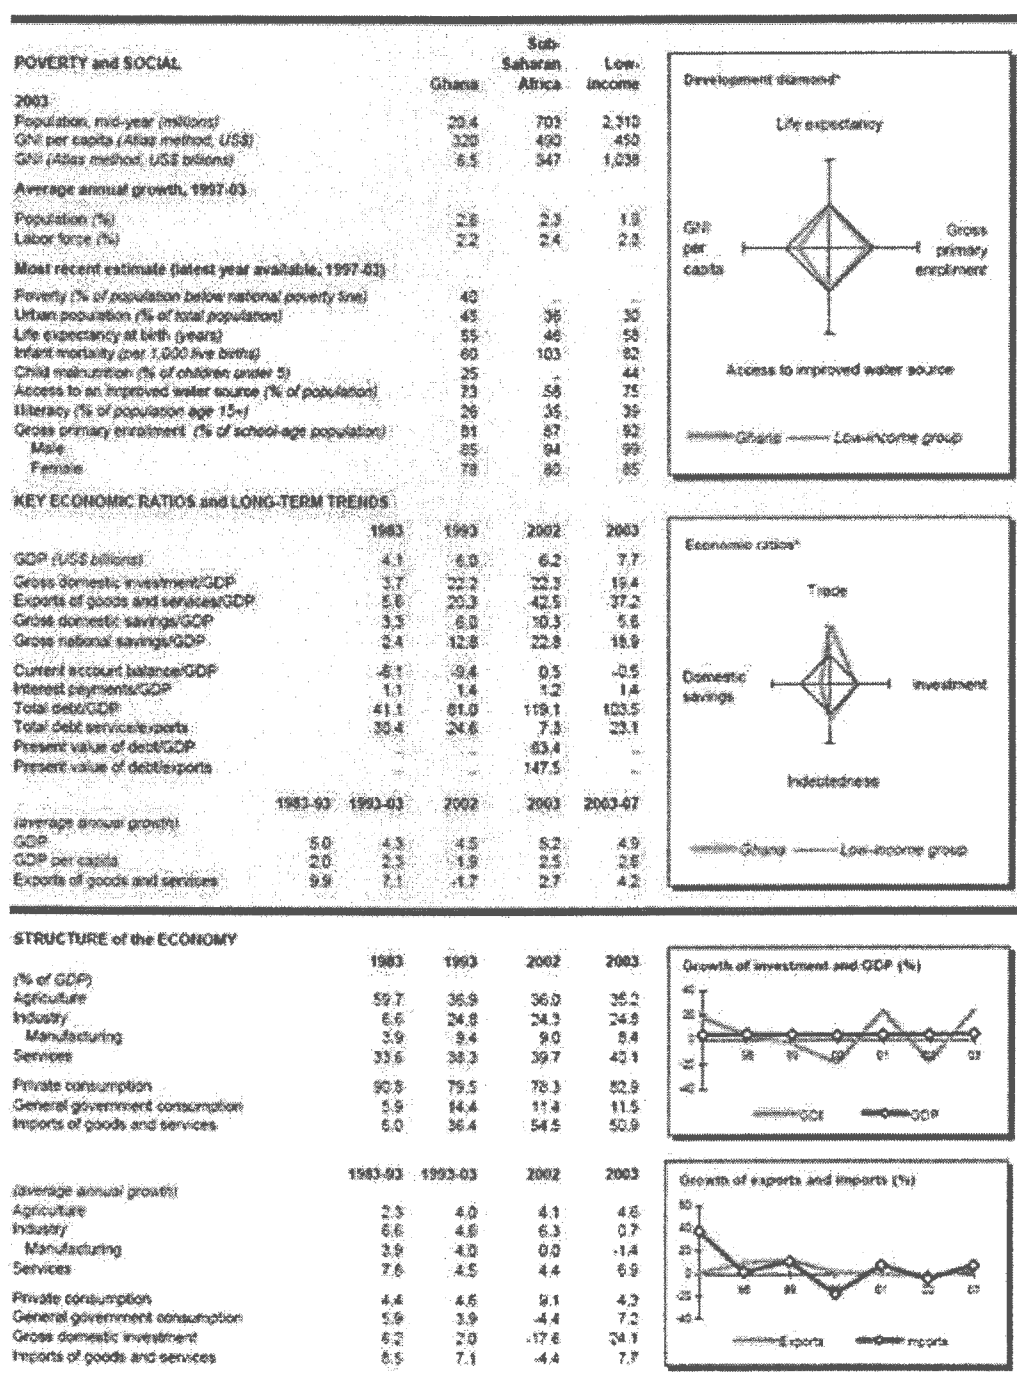 POVERTY and SOCIAL Ghana Sub-Saharan Africa Low-income
2003
Population, mid-year (millions) 20.4 703 2,310
GNI per capita (Atlas method, US$) 320 490 450
GNI (Atlas method, US$ billions) 6.5 347 1,038
Average annual growth, 1997-03
Population (%) 2.3
Labor force (%) 2.2 2.4 2.3
Most recent estimate (latest year available, 1997-03)
Poverty (% of population below national poverty line) 40 .. ..
Urban population (% of total population) 45 36 30
Life expectancy at birth (years) 55 46 58
Infant mortality (per 1,000 live births) 60 103 82
Child malnutrition (% of children under 5) 25 .. 44
Access to an improved water source (% of population) 73 58 75
Illiteracy (% of population age 15+) 26 35 39
Gross primary enrollment (% of school-age population) 81 87 92
Male 85 94 99
Female 78 80 85
KEY ECONOMIC RATIOS and LONG-TERM TRENDS
1983 1993 2002 2003
GDP (US$ billions) 4.1 6.0 6.2 7.7
Gross domestic investment/GDP 3.7 22.2 19.4
Exports of goods and services/GDP 5.6 20.3 42.5 37.2
Gross domestic savings/GDP 3.3 6.0 10.3 5.6
Gross national savings/GDP 2.4 12.8 22.8 18.9
Current account balance/GDP -6.1 -9.4 0.5 -0.5
Interest payments/GDP 1.1 1.4 1.2 1.4
Total debt/GDP 41.1 81.0 119.1 103.5
Total debt service/exports 30.4 24.6 7.3 23.1
Present value of debt/GDP .. .. 63.4 ..
Present value of debt/exports .. .. 147.5 ..
1983-93 1993-03 2002 2003 2003-07
(average annual growth)
GDP 5.0 4.3 4.5 5.2 4.9
GDP per capita 2.0 2.3 1.9 2.5 2.6
Exports of goods and services 9.9 7.1 -1.7 2.7 4.2
Development diamond*
Life expectancy
GNI per capita
Gross primary enrollment
Access to improved water source
Ghana
Low-income group
Economic ratios*
Trade
Domestic savings
Investment
Indebtedness
Ghana
Low-income group
STRUCTURE of the ECONOMY
1983 1993 2002 2003
(% of GDP)
Agriculture 59.7 36.9 36.0 35.2
Industry 6.6 24.8 24.3 24.8
Manufacturing 3.9 9.4 9.0 8.4
Services 33.6 38.3 39.7 40.1
Private consumption 90.8 79.5 78.3 82.9
General government consumption 5.9 14.4 11.4 11.5
Imports of goods and services 6.0 36.4 54.5 50.9
1983-93 1993-03 2002 2003
(average annual growth)
Agriculture 2.3 4.0 4.1 4.6
Industry 6.6 4.6 6.3 0.7
Manufacturing 3.9 4.0 0.0 -1.4
Services 7.6 4.5 4.4 6.9
Private consumption 4.4 4.6 9.1 4.3
General government consumption 5.9 3.9 -4.4 7.2
Gross domestic investment 6.2 2.0 -17.6 24.1
Imports of goods and services 8.5 7.1 -4.4 7.7
Growth of investment and GDP (%)
40
20
0
40
98 99 00 01 02 03
GDI GDP
Growth of exports and imports (%)
60
40
20
0
-20
-40
98 99 00 01 02 03
Exports Imports